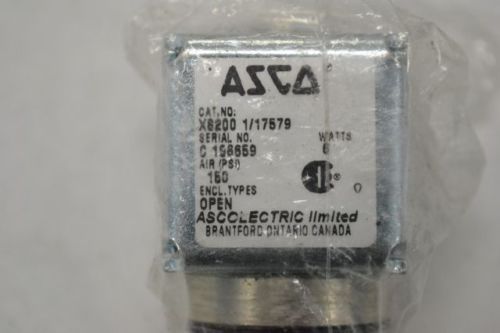 ASCO
CAT. NO:
X8200 1/17579
SERIAL NO. WATTS
C 196659 6
AIR (PSI)
150
ENCL. TYPES
OPEN
ASCOLECTRIC limited
BRANTFORD ONTARIO CANADA